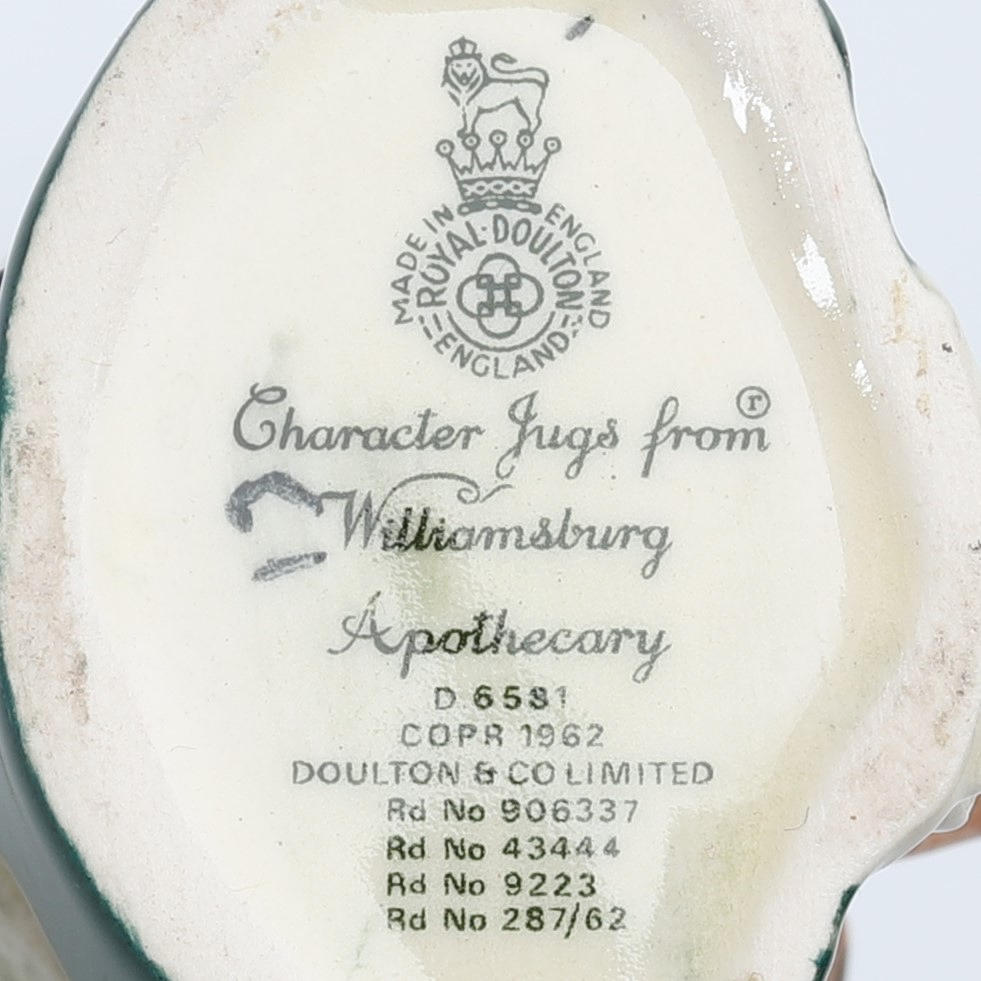 MADE IN ENGLAND
ROYAL·DOULTON
ENGLAND
Character Jugs from ®
Williamsburg
Apothecary
D 6581
COPR 1962
DOULTON & CO LIMITED
Rd No 906337
Rd No 43444
Rd No 9223
Rd No 287/62